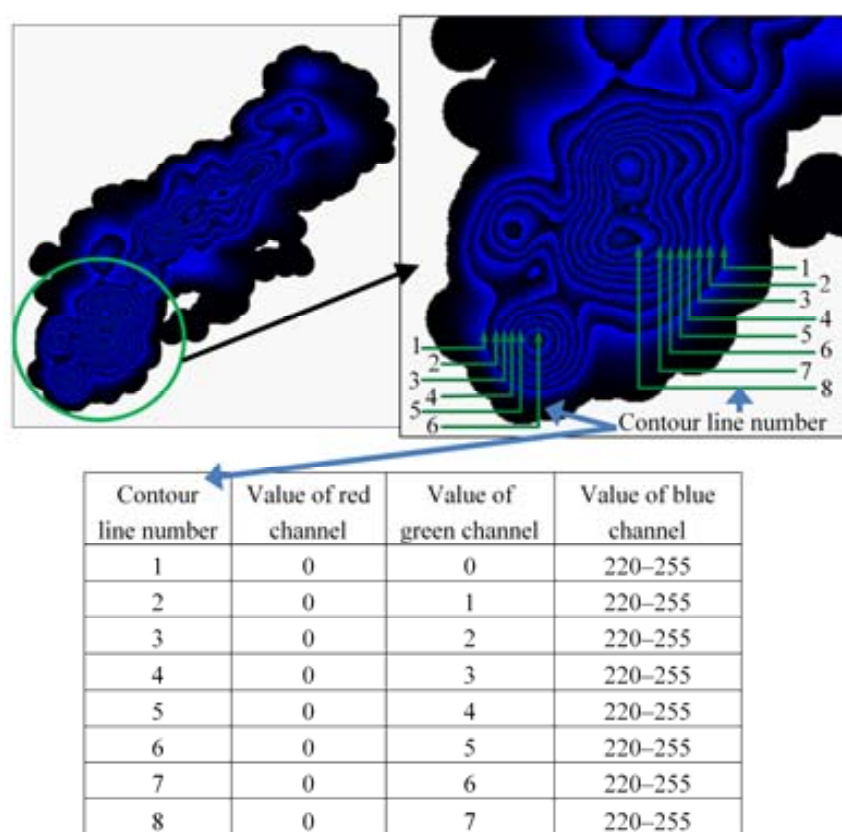 1
2
3
4
5
6
7
8
1
2
3
4
5
6
Contour line number
Contour line number | Value of red channel | Value of green channel | Value of blue channel
1 | 0 | 0 | 220–255
2 | 0 | 1 | 220–255
3 | 0 | 2 | 220–255
4 | 0 | 3 | 220–255
5 | 0 | 4 | 220–255
6 | 0 | 5 | 220–255
7 | 0 | 6 | 220–255
8 | 0 | 7 | 220–255